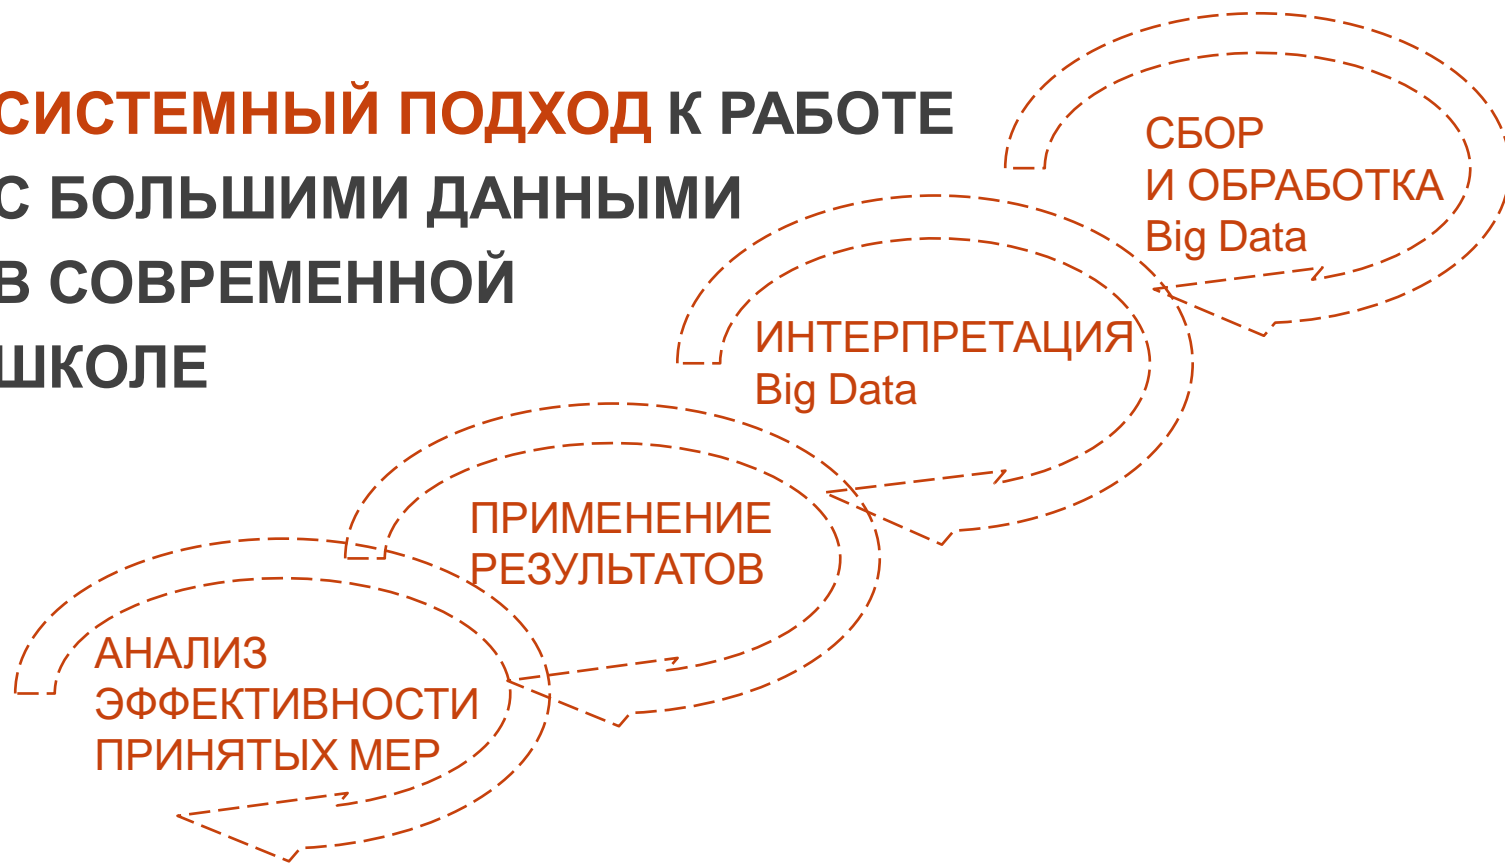 СИСТЕМНЫЙ ПОДХОД К РАБОТЕ
С БОЛЬШИМИ ДАННЫМИ
В СОВРЕМЕННОЙ
ШКОЛЕ
СБОР
И ОБРАБОТКА
Big Data
ИНТЕРПРЕТАЦИЯ
Big Data
ПРИМЕНЕНИЕ
РЕЗУЛЬТАТОВ
АНАЛИЗ
ЭФФЕКТИВНОСТИ
ПРИНЯТЫХ МЕР